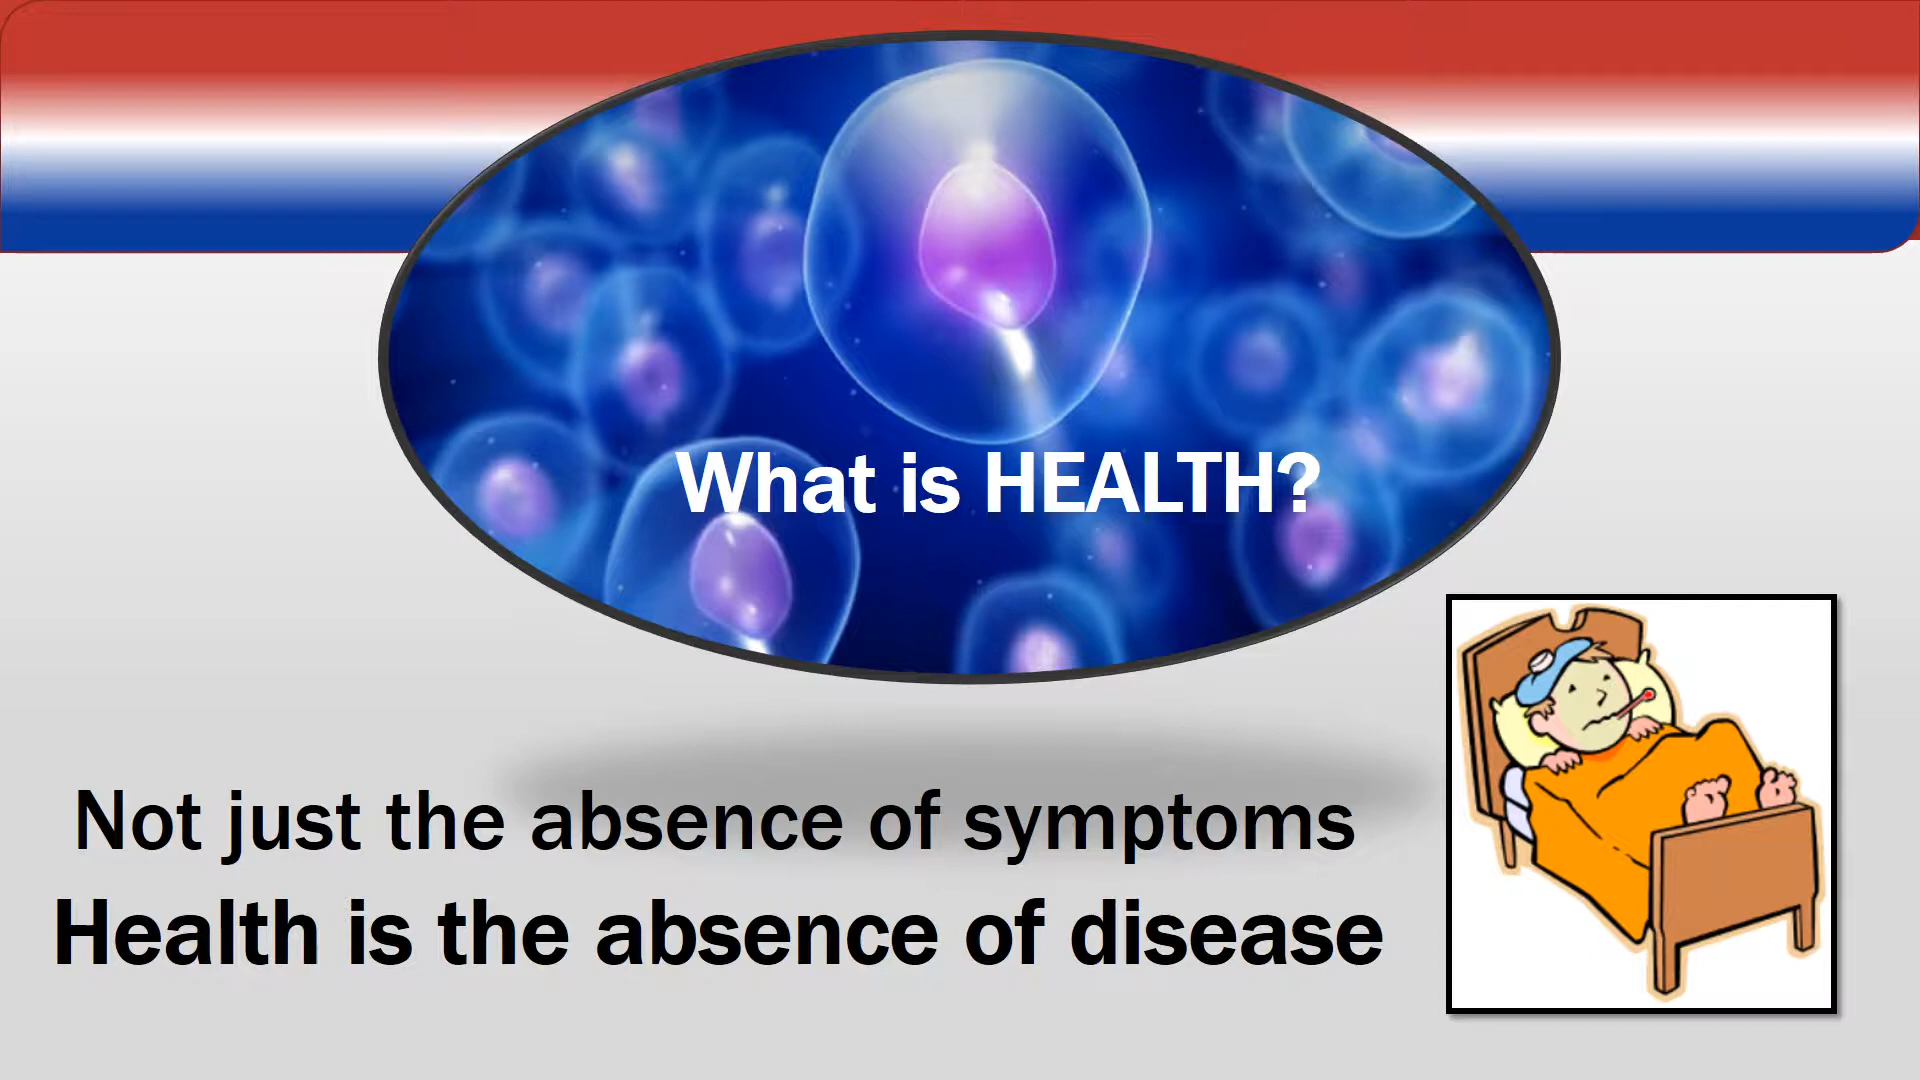 What is HEALTH?
Not just the absence of symptoms
Health is the absence of disease